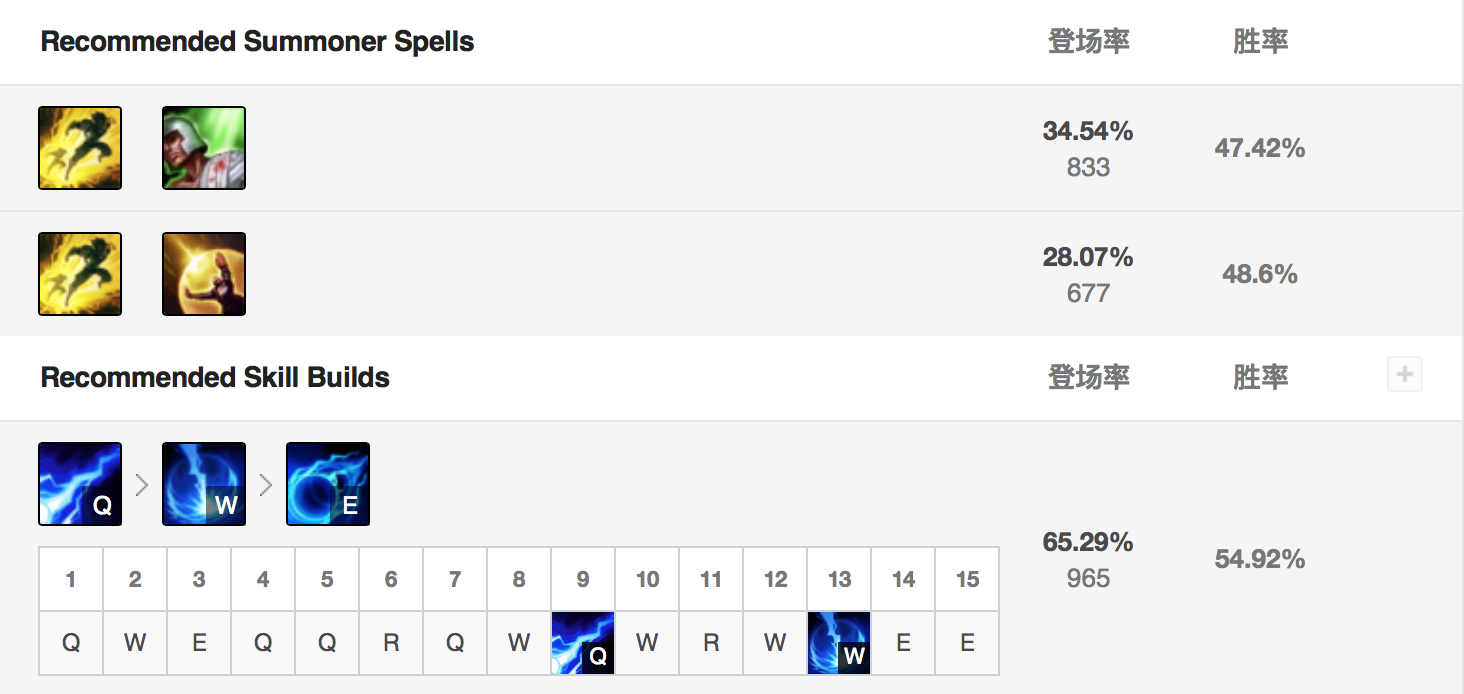 Recommended Summoner Spells 登场率 胜率
34.54%
833
47.42%
28.07%
677
48.6%
Recommended Skill Builds 登场率 胜率 +
Q > W > E
1 2 3 4 5 6 7 8 9 10 11 12 13 14 15
Q W E Q Q R Q W Q W R W W E E
65.29%
965
54.92%